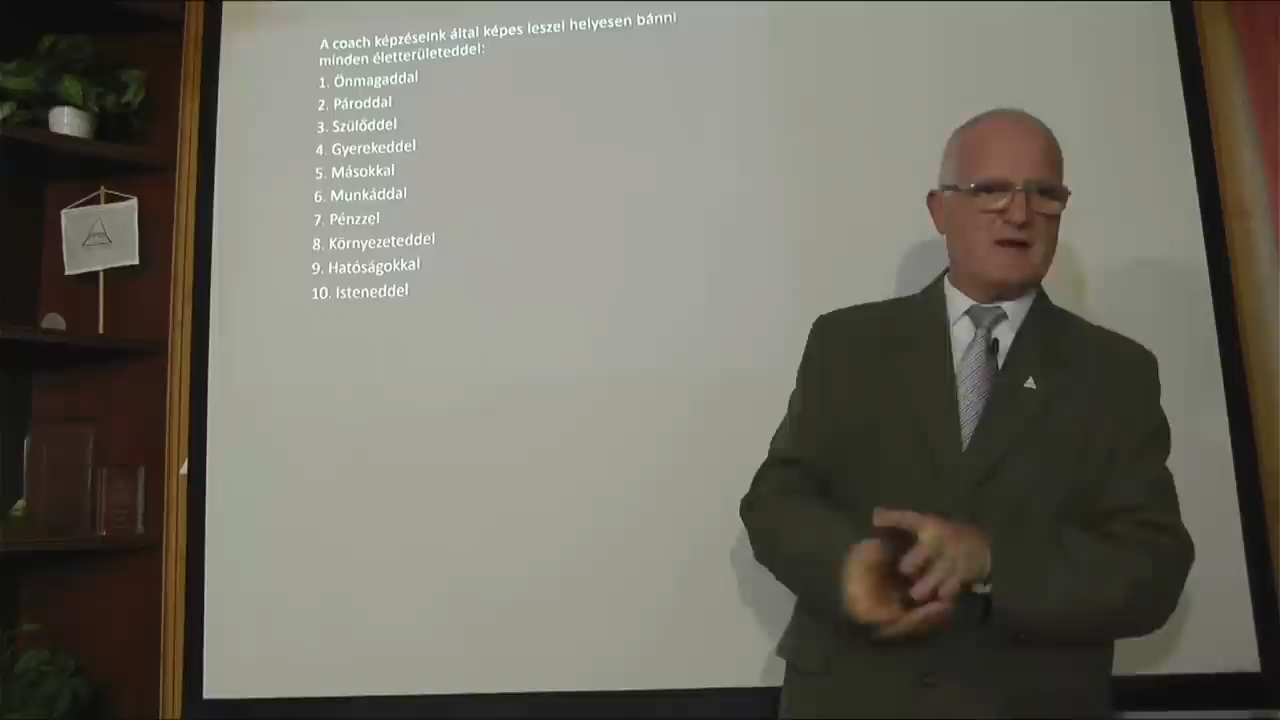 A coach képzéseink által képes leszel helyesen bánni
minden életterületeddel:
1. Önmagaddal
2. Pároddal
3. Szülőddel
4. Gyerekeddel
5. Másokkal
6. Munkáddal
7. Pénzzel
8. Környezeteddel
9. Hatóságokkal
10. Isteneddel